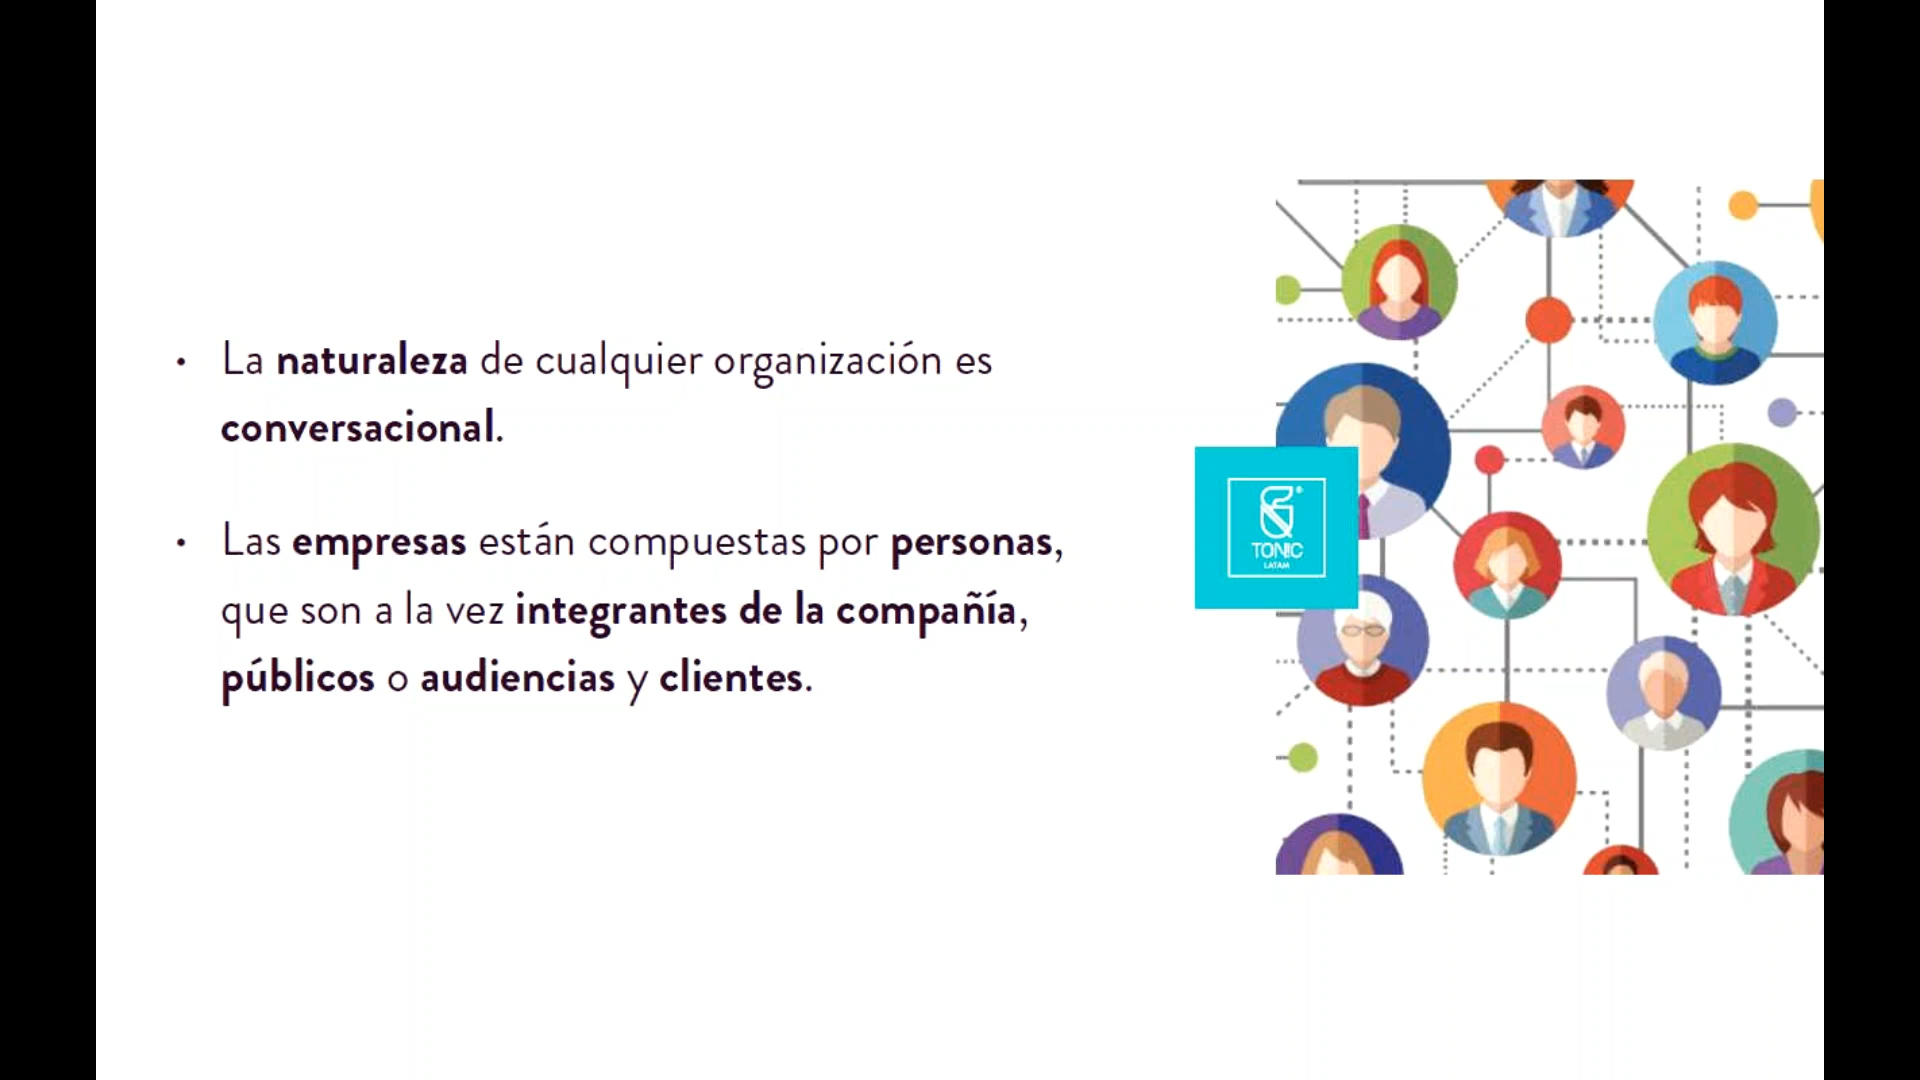 • La naturaleza de cualquier organización es
conversacional.
• Las empresas están compuestas por personas,
que son a la vez integrantes de la compañía,
públicos o audiencias y clientes.
®
TONIC
LATAM